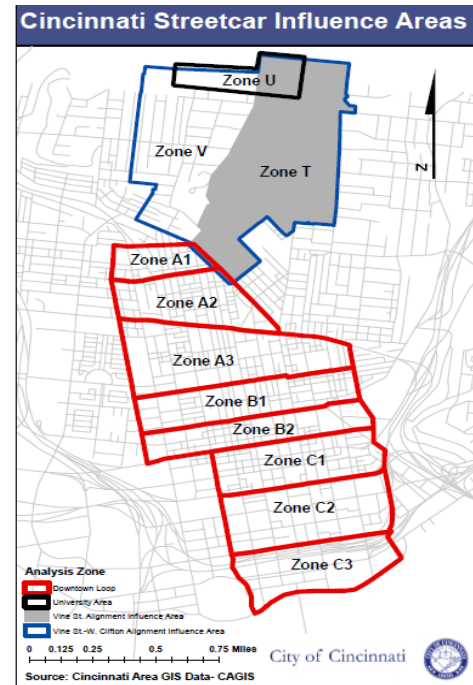 Cincinnati Streetcar Influence Areas
Zone U
Zone V
Zone T
N
Zone A1
Zone A2
Zone A3
Zone B1
Zone B2
Zone C1
Zone C2
Zone C3
Analysis Zone
Downtown Loop
University Area
Vine St. Alignment Influence Area
Vine St.-W. Clifton Alignment Influence Area
0 0.125 0.25 0.5 0.75 Miles
City of Cincinnati
Source: Cincinnati Area GIS Data- CAGIS